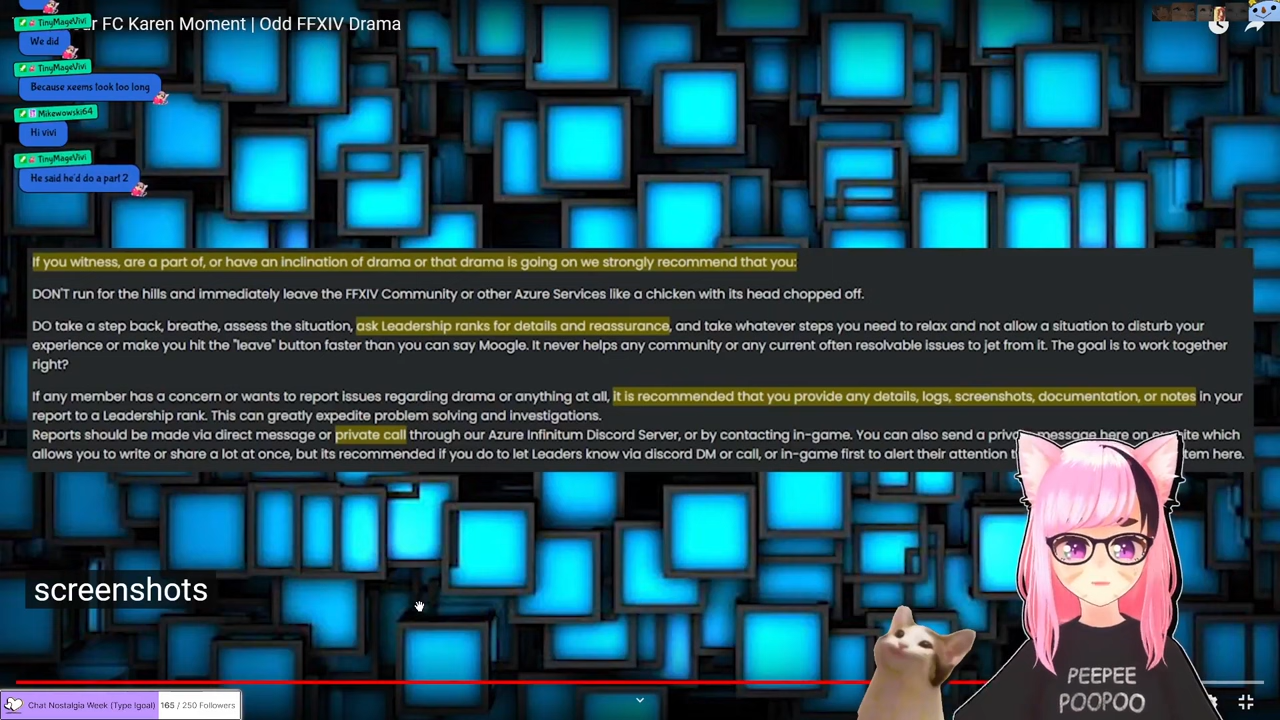 FC Karen Moment | Odd FFXIV Drama
TinyMageVivi
We did
TinyMageVivi
Because xeems look too long
Mikewowski64
Hi vivi
TinyMageVivi
He said he'd do a part 2
If you witness, are a part of, or have an inclination of drama or that drama is going on we strongly recommend that you:
DON'T run for the hills and immediately leave the FFXIV Community or other Azure Services like a chicken with its head chopped off.
DO take a step back, breathe, assess the situation, ask Leadership ranks for details and reassurance, and take whatever steps you need to relax and not allow a situation to disturb your
experience or make you hit the "leave" button faster than you can say Moogle. It never helps any community or any current often resolvable issues to jet from it. The goal is to work together
right?
If any member has a concern or wants to report issues regarding drama or anything at all, it is recommended that you provide any details, logs, screenshots, documentation, or notes in your
report to a Leadership rank. This can greatly expedite problem solving and investigations.
Reports should be made via direct message or private call through our Azure Infinitum Discord Server, or by contacting in-game. You can also send a private message here on which
allows you to write or share a lot at once, but its recommended if you do to let Leaders know via discord DM or call, or in-game first to alert their attention here.
screenshots
PEEPEE
POOPOO
Chat Nostalgia Week (Type !goal) 165 / 250 Followers